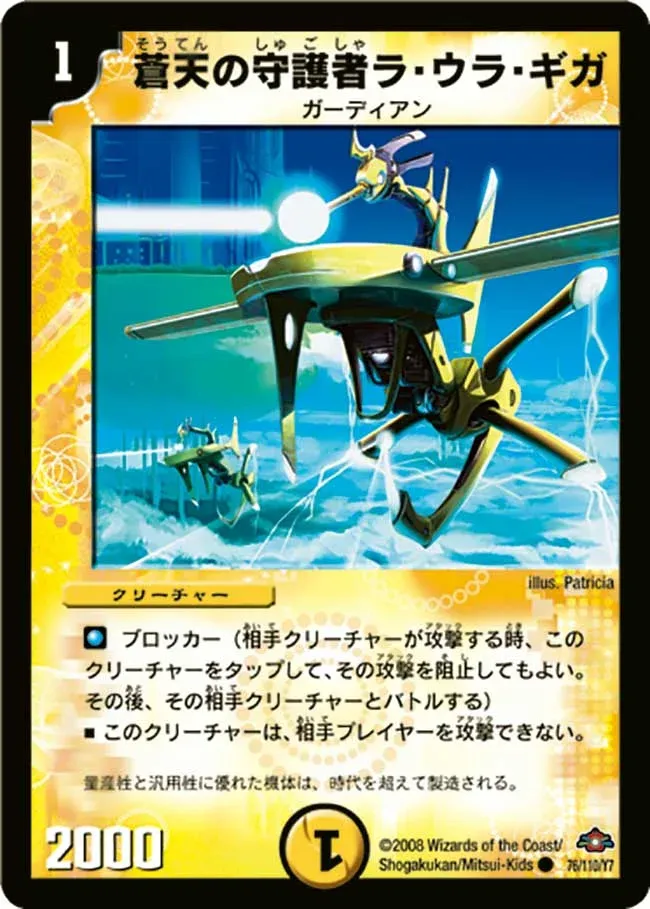 1
蒼天の守護者ラ・ウラ・ギガ
そうてん しゅ ご しゃ
ガーディアン
illus. Patricia
クリーチャー
ブロッカー（相手クリーチャーが攻撃する時、この
クリーチャーをタップして、その攻撃を阻止してもよい。
その後、その相手クリーチャーとバトルする）
■ このクリーチャーは、相手プレイヤーを攻撃できない。
量産性と汎用性に優れた機体は、時代を超えて製造される。
2000
1
©2008 Wizards of the Coast/
Shogakukan/Mitsui-Kids
76/110/Y7